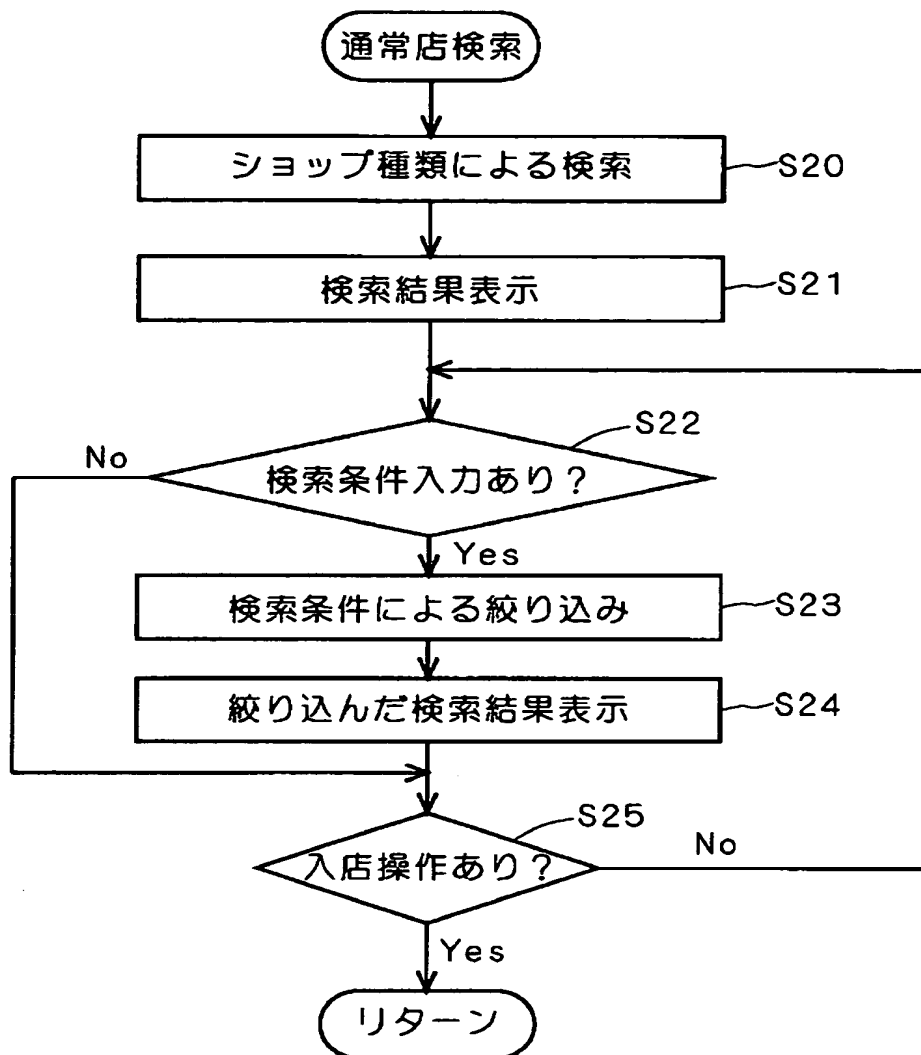 通常店検索
ショップ種類による検索
S20
検索結果表示
S21
S22
No
検索条件入力あり？
Yes
検索条件による絞り込み
S23
絞り込んだ検索結果表示
S24
S25
入店操作あり？
No
Yes
リターン